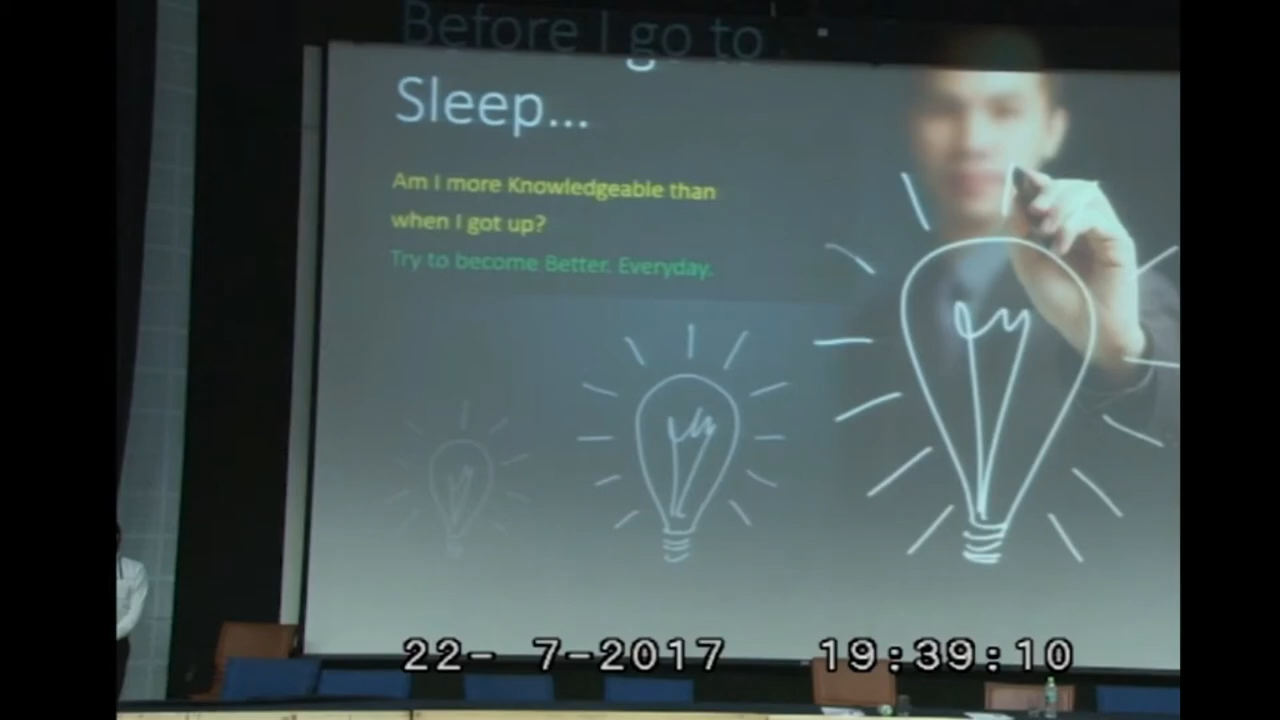 Before I go to
Sleep...
Am I more Knowledgeable than
when I got up?
Try to become Better. Everyday.
22- 7-2017 19:39:10